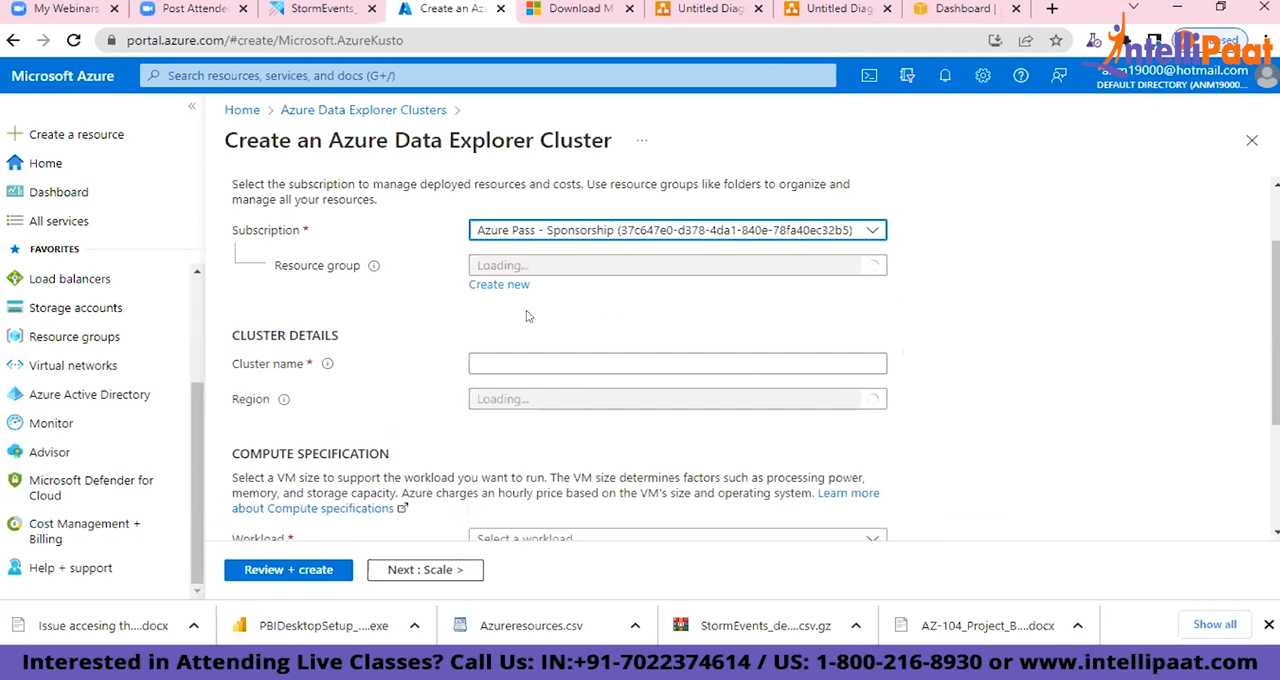 My Webinars
Post Attende
StormEvents_
Create an Azu
Download M
Untitled Diag
Untitled Diag
Dashboard |
portal.azure.com/#create/Microsoft.AzureKusto
IntelliPaat
Microsoft Azure
Search resources, services, and docs (G+/)
anm19000@hotmail.com
DEFAULT DIRECTORY (ANM19000...
Create a resource
Home
Dashboard
All services
FAVORITES
Load balancers
Storage accounts
Resource groups
Virtual networks
Azure Active Directory
Monitor
Advisor
Microsoft Defender for
Cloud
Cost Management +
Billing
Help + support
Home > Azure Data Explorer Clusters >
Create an Azure Data Explorer Cluster ...
Select the subscription to manage deployed resources and costs. Use resource groups like folders to organize and
manage all your resources.
Subscription *
Azure Pass - Sponsorship (37c647e0-d378-4da1-840e-78fa40ec32b5)
Resource group
Loading...
Create new
CLUSTER DETAILS
Cluster name *
Region
Loading...
COMPUTE SPECIFICATION
Select a VM size to support the workload you want to run. The VM size determines factors such as processing power,
memory, and storage capacity. Azure charges an hourly price based on the VM's size and operating system. Learn more
about Compute specifications
Workload *
Select a workload
Review + create
Next : Scale >
Issue accesing th....docx
PBIDesktopSetup_....exe
Azureresources.csv
StormEvents_de....csv.gz
AZ-104_Project_B....docx
Show all
Interested in Attending Live Classes? Call Us: IN:+91-7022374614 / US: 1-800-216-8930 or www.intellipaat.com